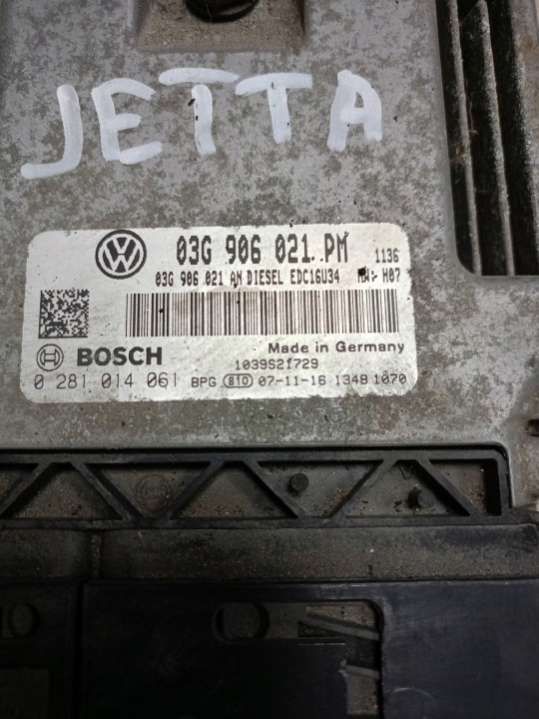 JETTA
03G 906 021 PM 1136
03G 906 021 AN DIESEL EDC16U34 HW> H07
BOSCH Made in Germany
1039S21729
0 281 014 061 BPG 810 07-11-16 1348 1070